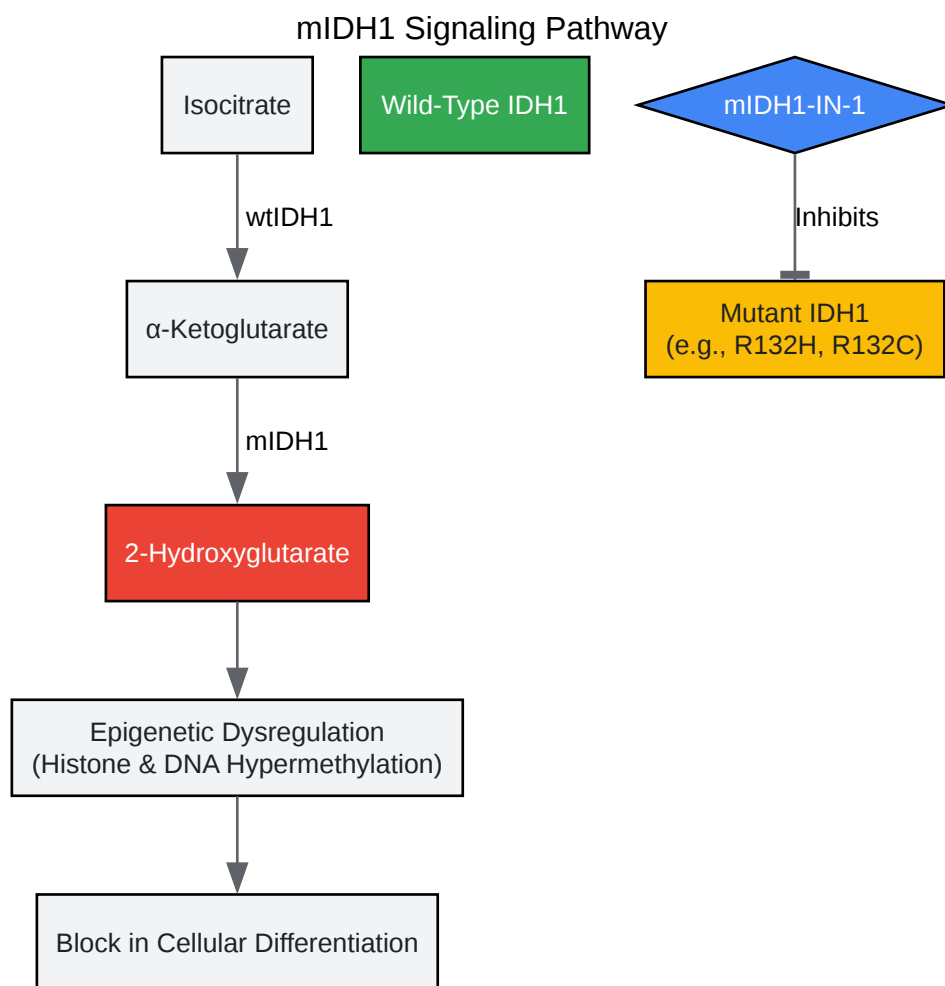 mIDH1 Signaling Pathway
Isocitrate
Wild-Type IDH1
mIDH1-IN-1
wtIDH1
Inhibits
α-Ketoglutarate
Mutant IDH1
(e.g., R132H, R132C)
mIDH1
2-Hydroxyglutarate
Epigenetic Dysregulation
(Histone & DNA Hypermethylation)
Block in Cellular Differentiation